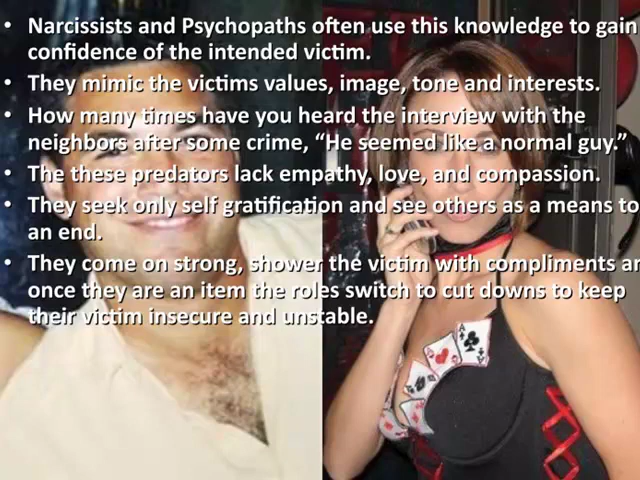 • Narcissists and Psychopaths often use this knowledge to gain
confidence of the intended victim.
• They mimic the victims values, image, tone and interests.
• How many times have you heard the interview with the
neighbors after some crime, “He seemed like a normal guy.”
• The these predators lack empathy, love, and compassion.
• They seek only self gratification and see others as a means to
an end.
• They come on strong, shower the victim with compliments an
once they are an item the roles switch to cut downs to keep
their victim insecure and unstable.
A